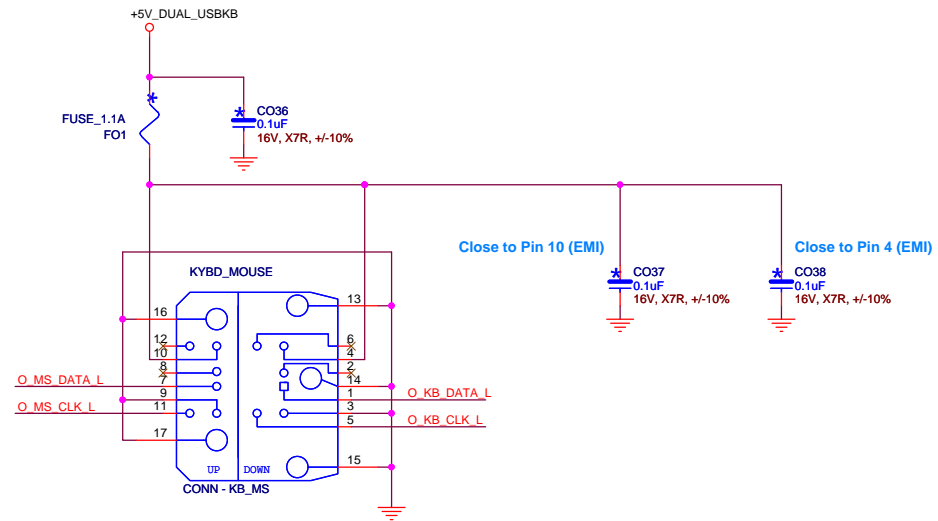 +5V_DUAL_USBKB
*
FUSE_1.1A
FO1
*
CO36
0.1uF
16V, X7R, +/-10%
Close to Pin 10 (EMI)
*
CO37
0.1uF
16V, X7R, +/-10%
Close to Pin 4 (EMI)
*
CO38
0.1uF
16V, X7R, +/-10%
KYBD_MOUSE
16
12
10
8
O_MS_DATA_L
7
9
O_MS_CLK_L
11
17
13
6
4
2
14
1
O_KB_DATA_L
3
5
O_KB_CLK_L
15
UP
DOWN
CONN - KB_MS